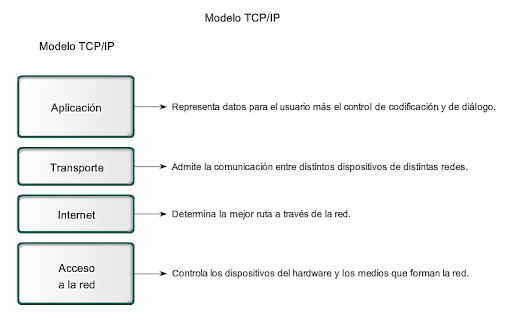 Modelo TCP/IP
Modelo TCP/IP
Aplicación
Representa datos para el usuario más el control de codificación y de diálogo.
Transporte
Admite la comunicación entre distintos dispositivos de distintas redes.
Internet
Determina la mejor ruta a través de la red.
Acceso
a la red
Controla los dispositivos del hardware y los medios que forman la red.